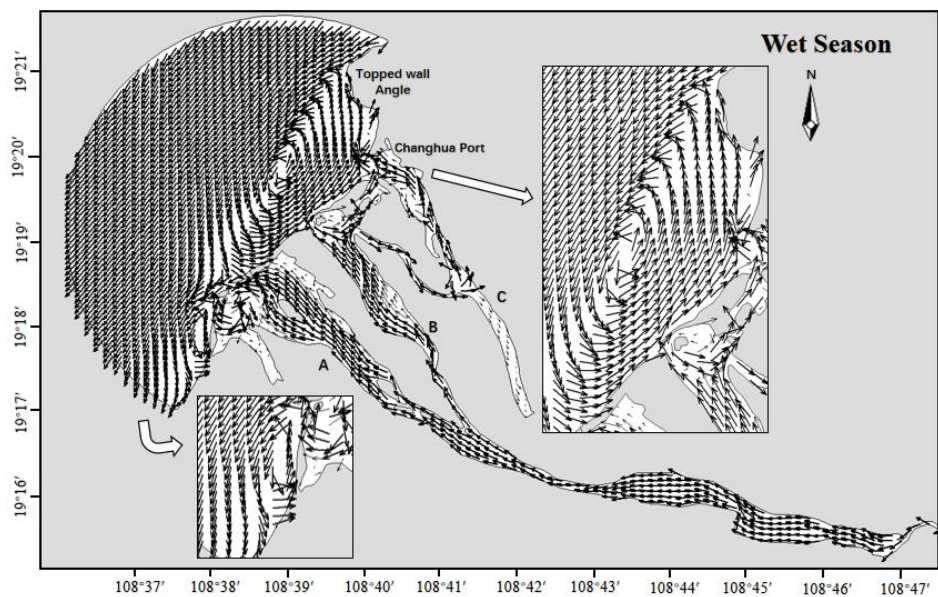 Wet Season
N
Topped wall
Angle
Changhua Port
A
B
C
19°21′
19°20′
19°19′
19°18′
19°17′
19°16′
108°37′ 108°38′ 108°39′ 108°40′ 108°41′ 108°42′ 108°43′ 108°44′ 108°45′ 108°46′ 108°47′